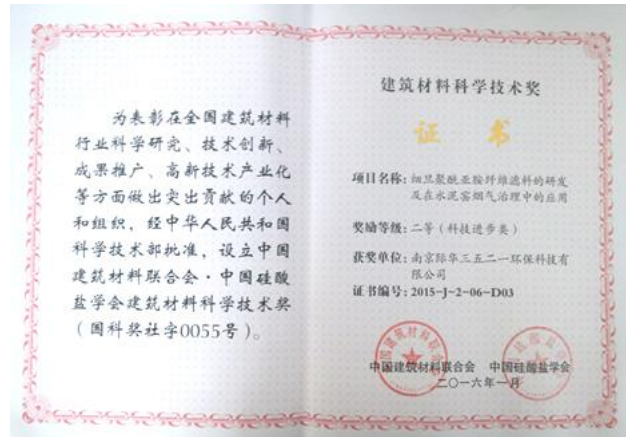 为表彰在全国建筑材料
行业科学研究、技术创新、
成果推广、高新技术产业化
等方面做出突出贡献的个人
和组织，经中华人民共和国
科学技术部批准，设立中国
建筑材料联合会·中国硅酸
盐学会建筑材料科学技术奖
（国科奖社字0055号）。
建筑材料科学技术奖
证 书
项目名称：细旦聚酰亚胺纤维滤料的研发
及在水泥窑烟气治理中的应用
奖励等级：二等（科技进步类）
获奖单位：南京际华三五二一环保科技有
限公司
证书编号：2015-J-2-06-D03
中国建筑材料联合会 中国硅酸盐学会
二〇一六年一月